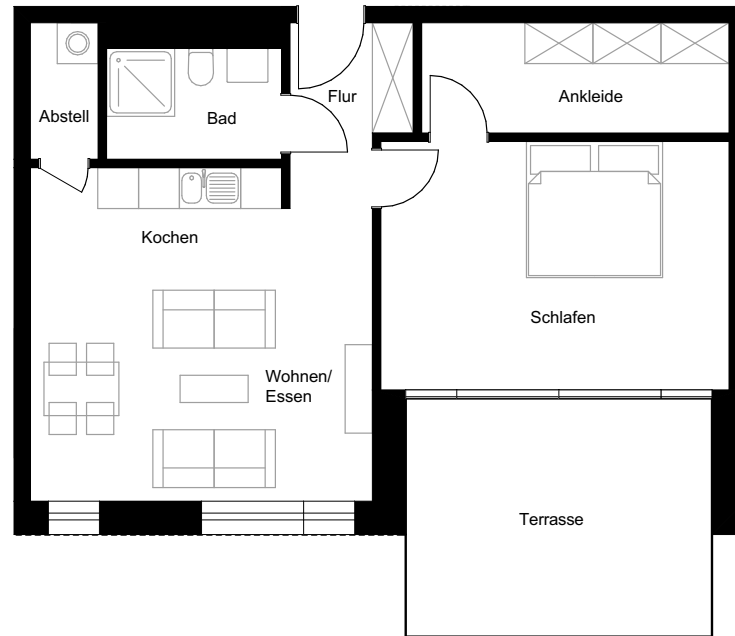 Abstell
Bad
Flur
Ankleide
Kochen
Schlafen
Wohnen/
Essen
Terrasse